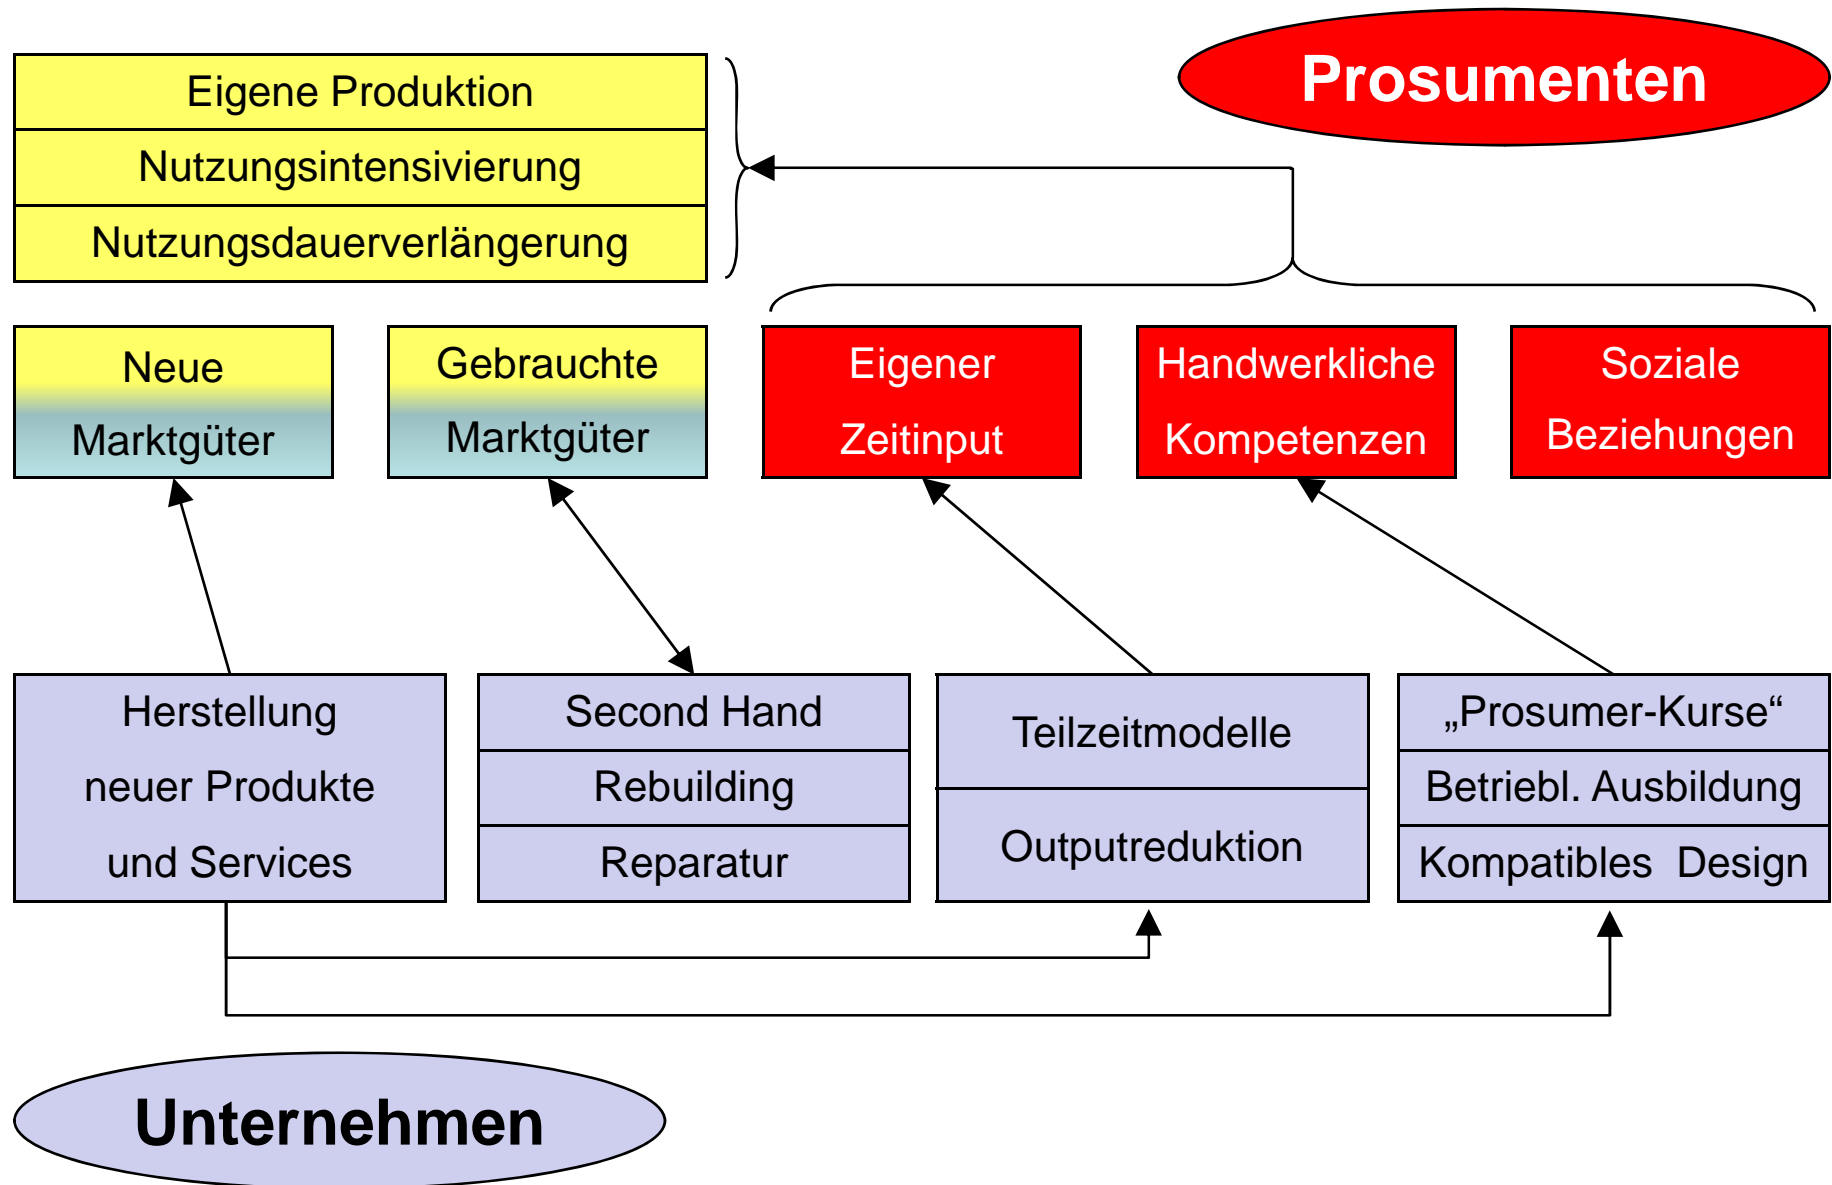 Prosumenten
Eigene Produktion
Nutzungsintensivierung
Nutzungsdauerverlängerung
Neue
Marktgüter
Gebrauchte
Marktgüter
Eigener
Zeitinput
Handwerkliche
Kompetenzen
Soziale
Beziehungen
Herstellung
neuer Produkte
und Services
Second Hand
Rebuilding
Reparatur
Teilzeitmodelle
Outputreduktion
„Prosumer-Kurse“
Betriebl. Ausbildung
Kompatibles Design
Unternehmen